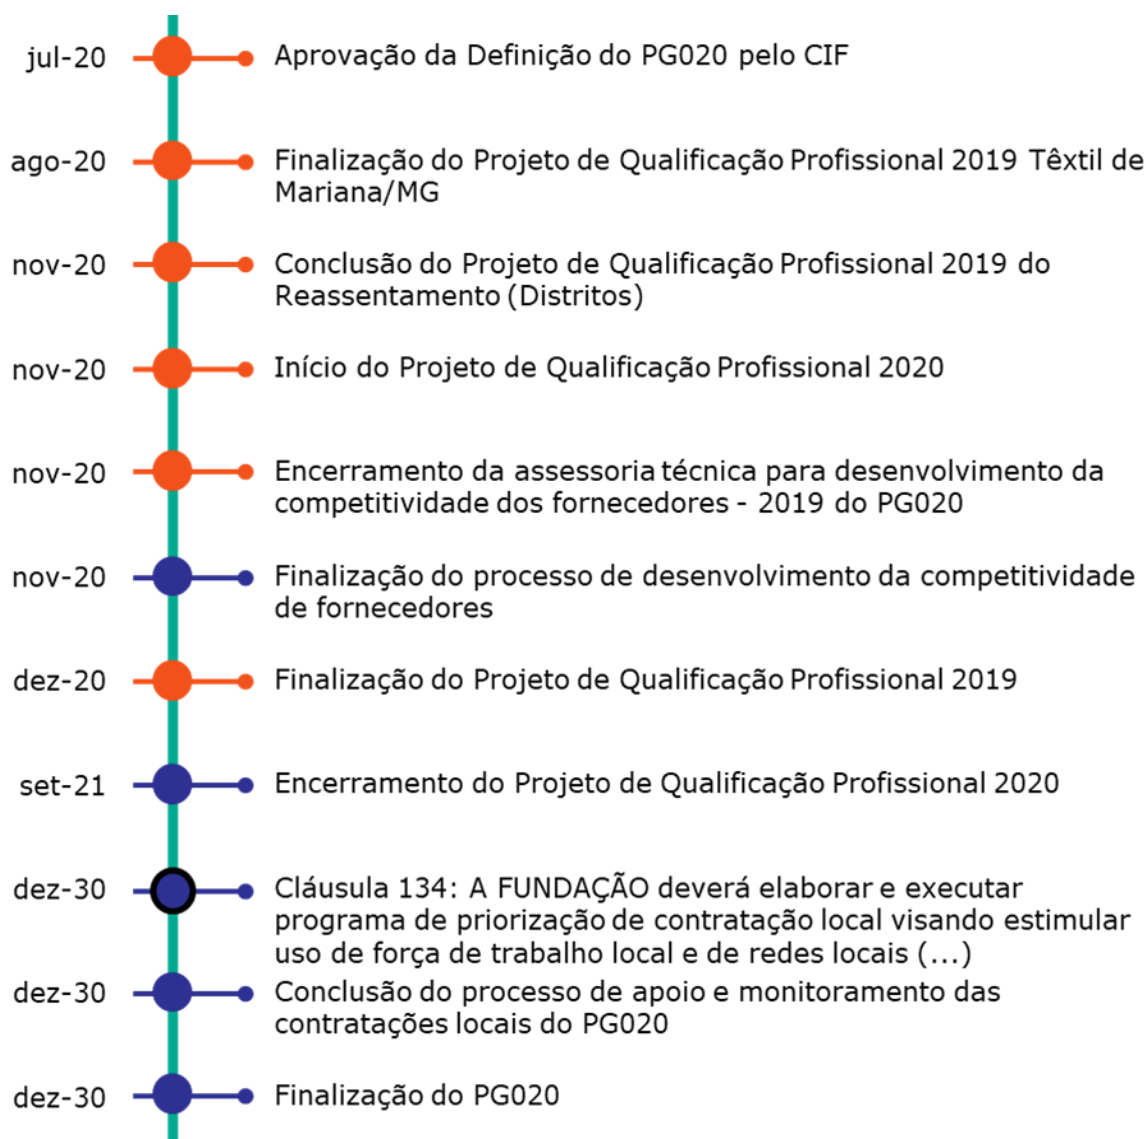 jul-20 Aprovação da Definição do PG020 pelo CIF
ago-20 Finalização do Projeto de Qualificação Profissional 2019 Têxtil de
Mariana/MG
nov-20 Conclusão do Projeto de Qualificação Profissional 2019 do
Reassentamento (Distritos)
nov-20 Início do Projeto de Qualificação Profissional 2020
nov-20 Encerramento da assessoria técnica para desenvolvimento da
competitividade dos fornecedores - 2019 do PG020
nov-20 Finalização do processo de desenvolvimento da competitividade
de fornecedores
dez-20 Finalização do Projeto de Qualificação Profissional 2019
set-21 Encerramento do Projeto de Qualificação Profissional 2020
dez-30 Cláusula 134: A FUNDAÇÃO deverá elaborar e executar
programa de priorização de contratação local visando estimular
uso de força de trabalho local e de redes locais (...)
dez-30 Conclusão do processo de apoio e monitoramento das
contratações locais do PG020
dez-30 Finalização do PG020